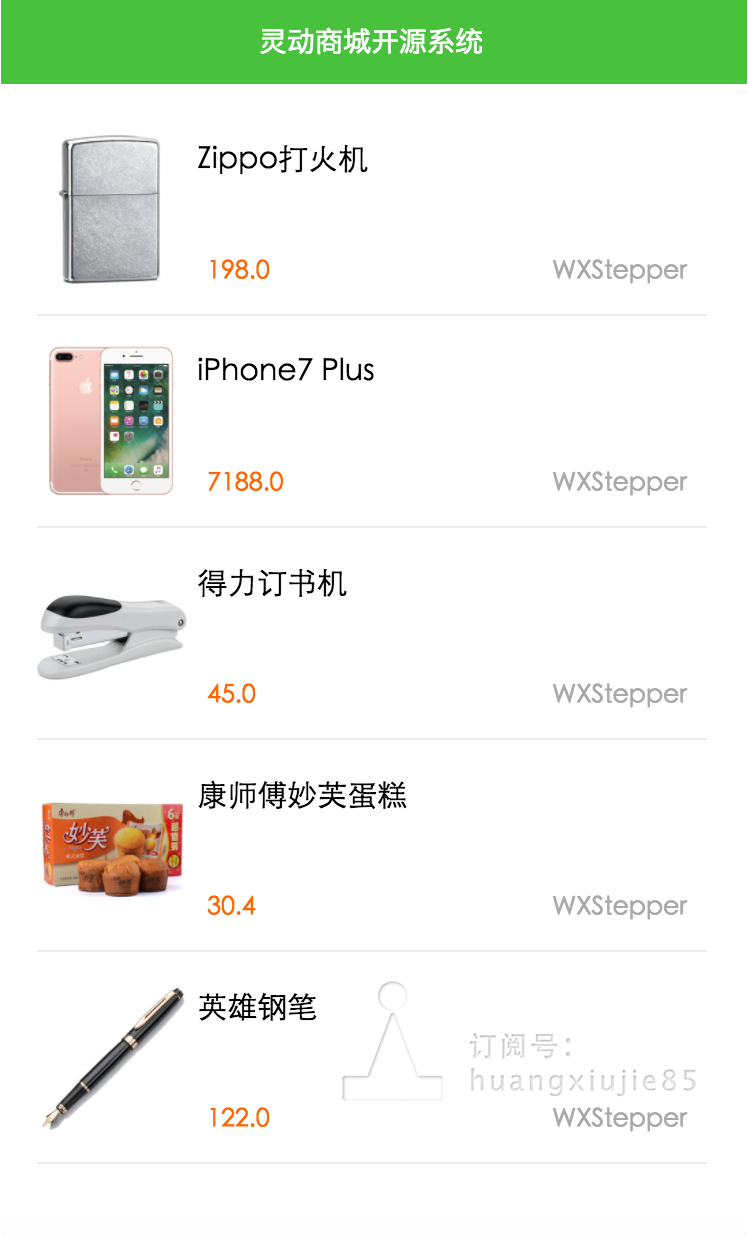 灵动商城开源系统
Zippo打火机
198.0
WXStepper
iPhone7 Plus
7188.0
WXStepper
得力订书机
45.0
WXStepper
康师傅妙芙蛋糕
妙芙
30.4
WXStepper
英雄钢笔
订阅号:
huangxiujie85
122.0
WXStepper